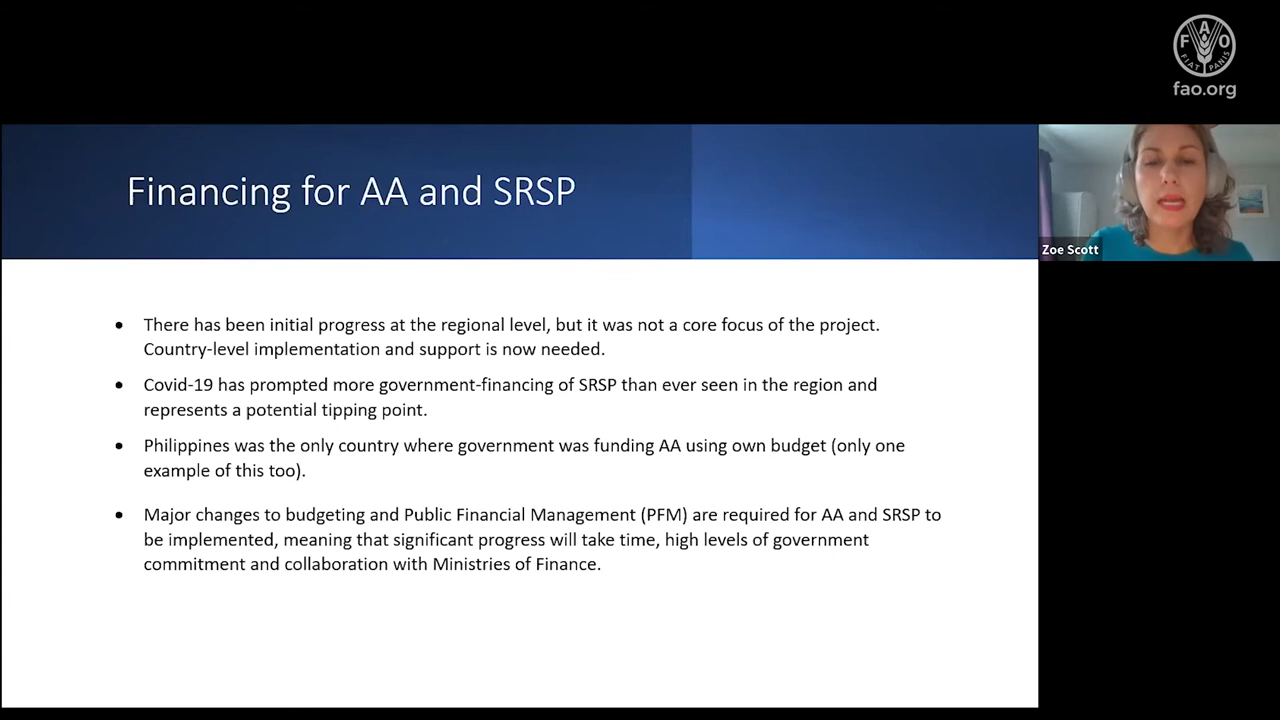 FAO
FIAT PANIS
fao.org
Financing for AA and SRSP
Zoe Scott
• There has been initial progress at the regional level, but it was not a core focus of the project.
Country-level implementation and support is now needed.
• Covid-19 has prompted more government-financing of SRSP than ever seen in the region and
represents a potential tipping point.
• Philippines was the only country where government was funding AA using own budget (only one
example of this too).
• Major changes to budgeting and Public Financial Management (PFM) are required for AA and SRSP to
be implemented, meaning that significant progress will take time, high levels of government
commitment and collaboration with Ministries of Finance.